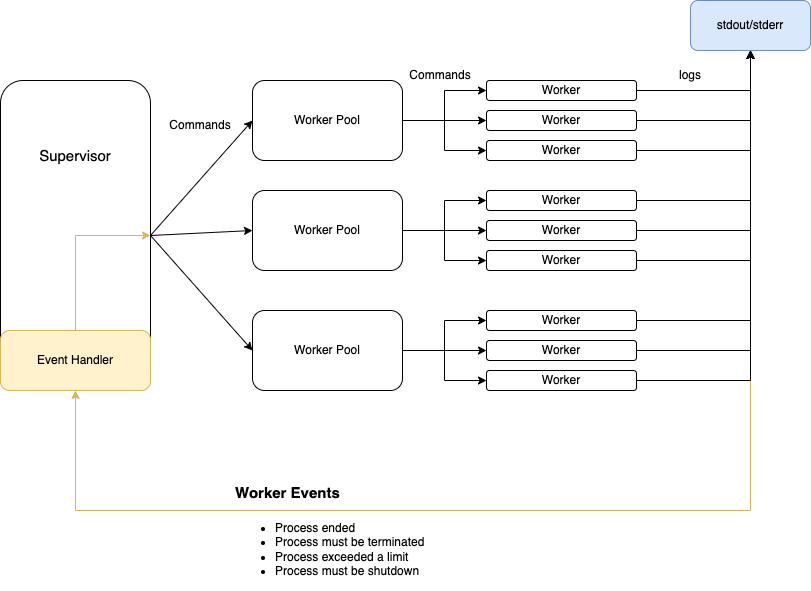 stdout/stderr
Commands
logs
Worker
Commands
Worker Pool
Worker
Worker
Supervisor
Worker
Worker Pool
Worker
Worker
Worker
Worker Pool
Worker
Event Handler
Worker
Worker Events
• Process ended
• Process must be terminated
• Process exceeded a limit
• Process must be shutdown